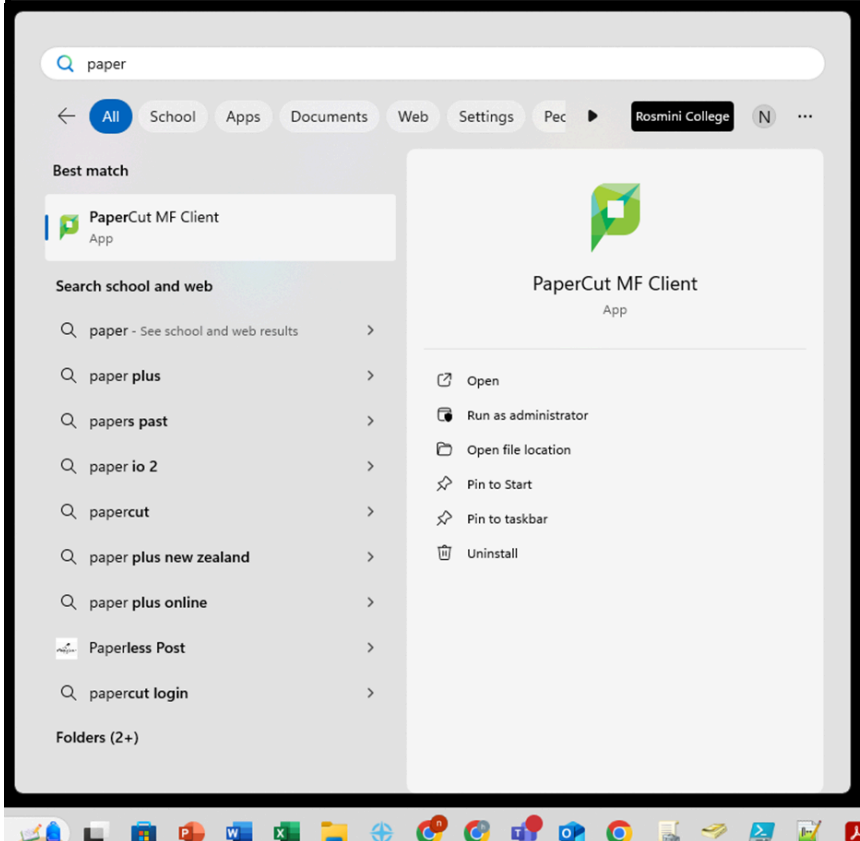 paper
All School Apps Documents Web Settings Pec Rosmini College N ...
Best match
PaperCut MF Client
App
Search school and web
paper - See school and web results
paper plus
papers past
paper io 2
papercut
paper plus new zealand
paper plus online
Paperless Post
papercut login
Folders (2+)
PaperCut MF Client
App
Open
Run as administrator
Open file location
Pin to Start
Pin to taskbar
Uninstall